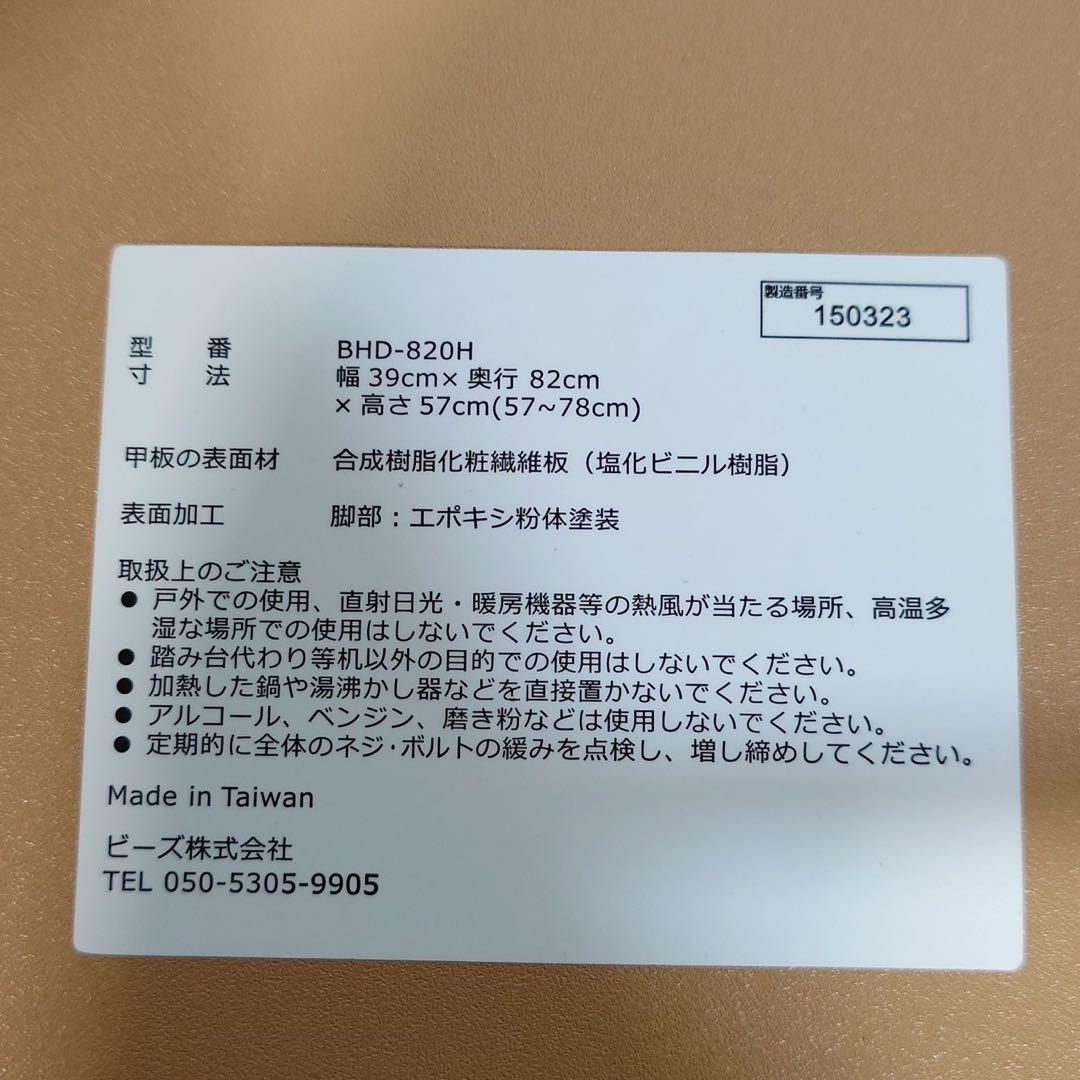 製造番号
150323
型 番 BHD-820H
寸 法 幅 39cm× 奥行 82cm
× 高さ 57cm(57~78cm)
甲板の表面材 合成樹脂化粧繊維板（塩化ビニル樹脂）
表面加工 脚部：エポキシ粉体塗装
取扱上のご注意
● 戸外での使用、直射日光・暖房機器等の熱風が当たる場所、高温多
湿な場所での使用はしないでください。
● 踏み台代わり等机以外の目的での使用はしないでください。
● 加熱した鍋や湯沸かし器などを直接置かないでください。
● アルコール、ベンジン、磨き粉などは使用しないでください。
● 定期的に全体のネジ・ボルトの緩みを点検し、増し締めしてください。
Made in Taiwan
ビーズ株式会社
TEL 050-5305-9905